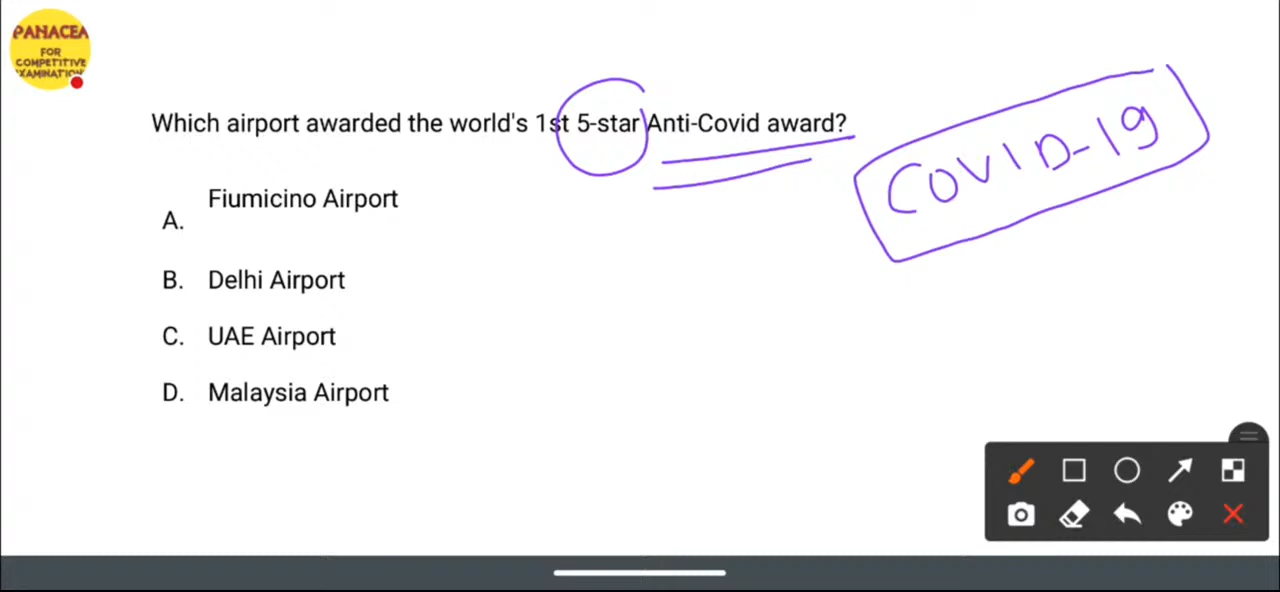 PANACEA
FOR
COMPETITIVE
EXAMINATION
Which airport awarded the world's 1st 5-star Anti-Covid award?
COVID-19
A. Fiumicino Airport
B. Delhi Airport
C. UAE Airport
D. Malaysia Airport